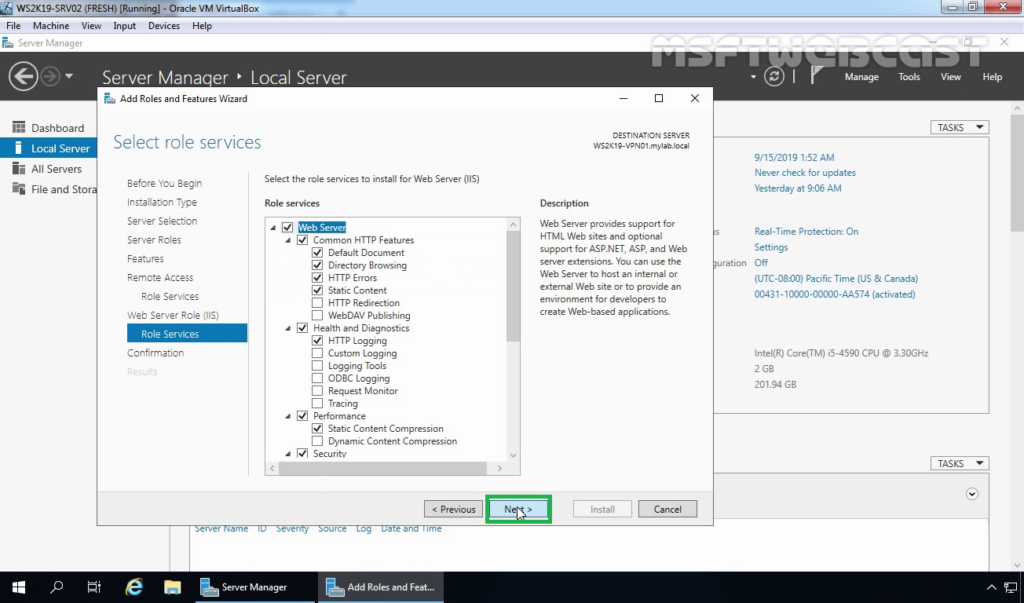 WS2K19-SRV02 (FRESH) [Running] - Oracle VM VirtualBox
File Machine View Input Devices Help
Server Manager
MSFTWEBCAST
Server Manager ‣ Local Server
Manage Tools View Help
Add Roles and Features Wizard
Select role services
DESTINATION SERVER
WS2K19-VPN01.mylab.local
Dashboard
Local Server
All Servers
File and Stora
Before You Begin
Installation Type
Server Selection
Server Roles
Features
Remote Access
Role Services
Web Server Role (IIS)
Role Services
Confirmation
Results
Select the role services to install for Web Server (IIS)
Role services
Web Server
Common HTTP Features
Default Document
Directory Browsing
HTTP Errors
Static Content
HTTP Redirection
WebDAV Publishing
Health and Diagnostics
HTTP Logging
Custom Logging
Logging Tools
ODBC Logging
Request Monitor
Tracing
Performance
Static Content Compression
Dynamic Content Compression
Security
Description
Web Server provides support for
HTML Web sites and optional
support for ASP.NET, ASP, and Web
server extensions. You can use the
Web Server to host an internal or
external Web site or to provide an
environment for developers to
create Web-based applications.
< Previous
Next >
Install
Cancel
TASKS
9/15/2019 1:52 AM
Never check for updates
Yesterday at 9:06 AM
Real-Time Protection: On
Settings
guration Off
(UTC-08:00) Pacific Time (US & Canada)
00431-10000-00000-AA574 (activated)
Intel(R) Core(TM) i5-4590 CPU @ 3.30GHz
2 GB
201.94 GB
TASKS
Server Name ID Severity Source Log Date and Time
Server Manager
Add Roles and Feat...